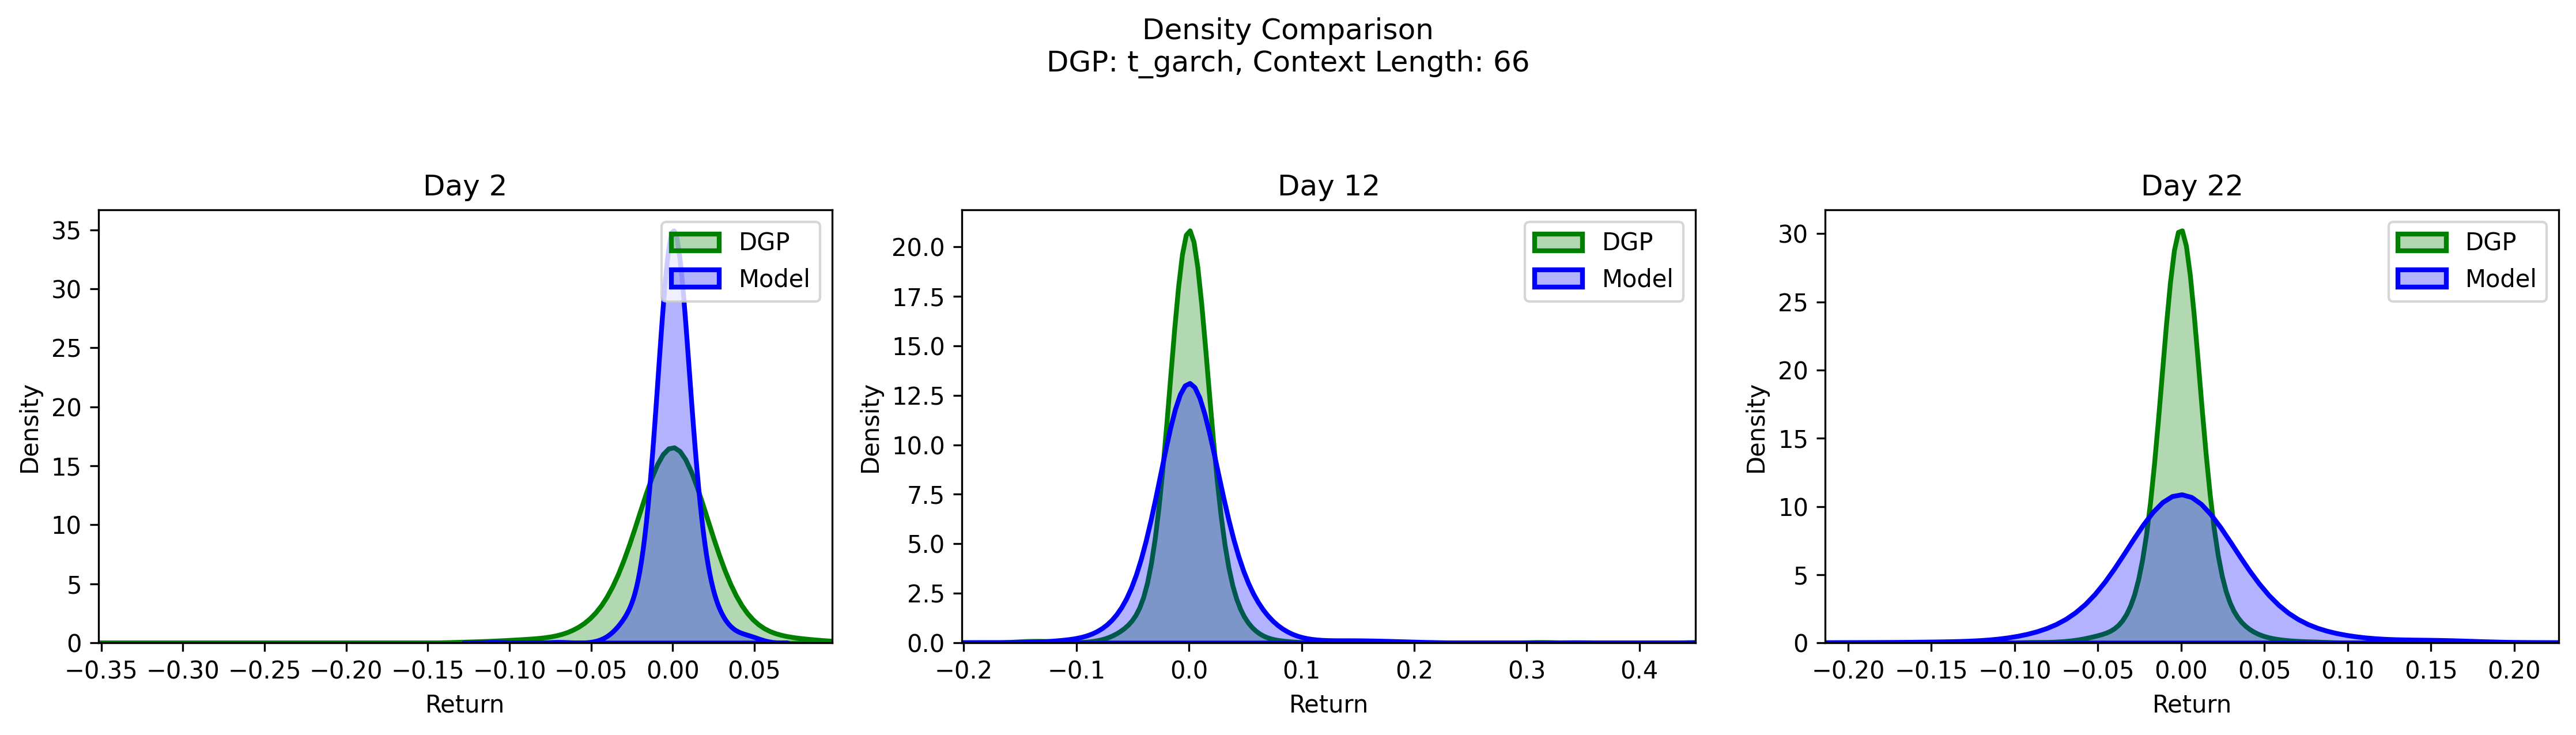 Density Comparison
DGP: t_garch, Context Length: 66
Day 2
35
30
25
20
15
10
5
0
Density
−0.35 −0.30 −0.25 −0.20 −0.15 −0.10 −0.05 0.00 0.05
Return
DGP
Model
Day 12
20.0
17.5
15.0
12.5
10.0
7.5
5.0
2.5
0.0
Density
−0.2 −0.1 0.0 0.1 0.2 0.3 0.4
Return
DGP
Model
Day 22
30
25
20
15
10
5
0
Density
−0.20 −0.15 −0.10 −0.05 0.00 0.05 0.10 0.15 0.20
Return
DGP
Model